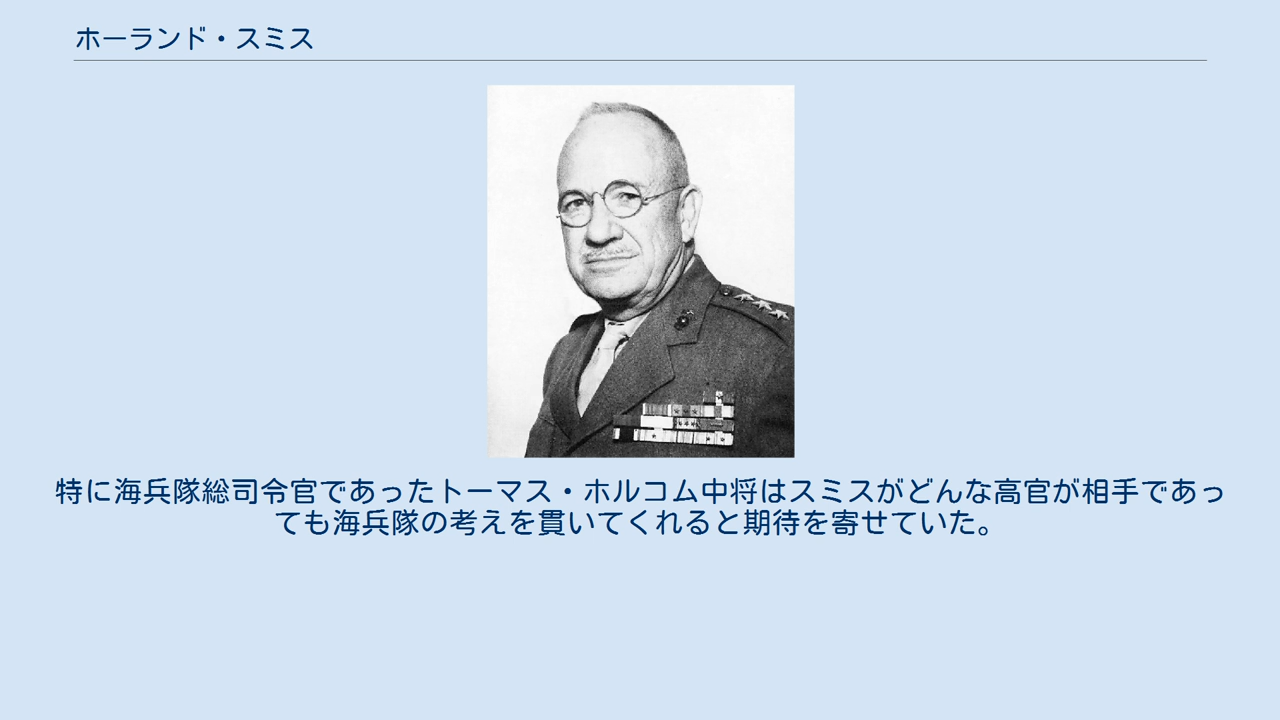 ホーランド・スミス
特に海兵隊総司令官であったトーマス・ホルコム中将はスミスがどんな高官が相手であっ
ても海兵隊の考えを貫いてくれると期待を寄せていた。